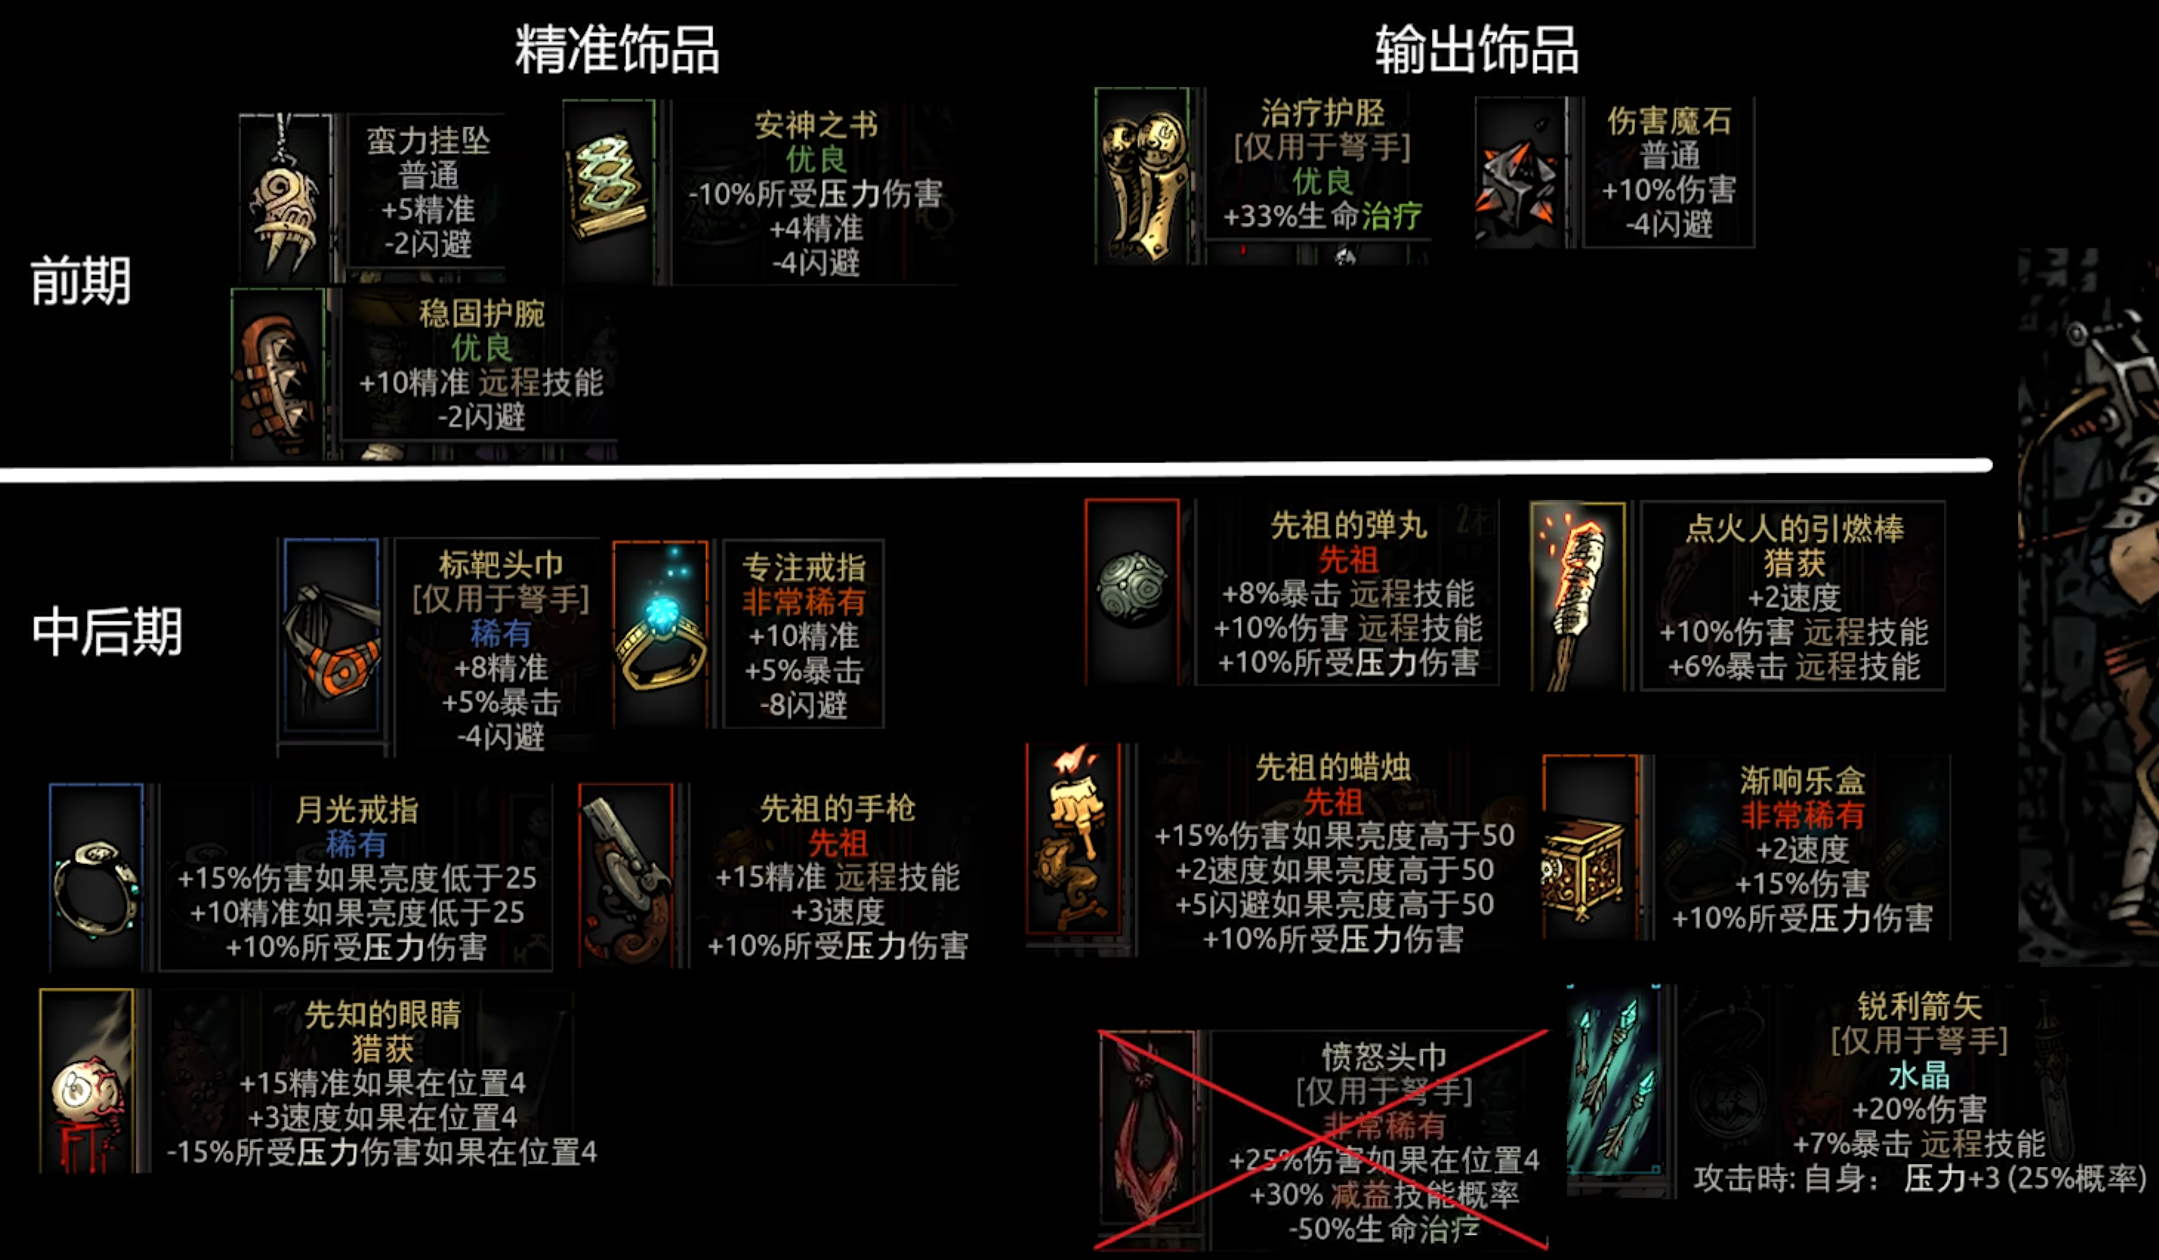 精准饰品
输出饰品
前期
蛮力挂坠
普通
+5精准
-2闪避
安神之书
优良
-10%所受压力伤害
+4精准
-4闪避
稳固护腕
优良
+10精准 远程技能
-2闪避
治疗护胫
[仅用于弩手]
优良
+33%生命治疗
伤害魔石
普通
+10%伤害
-4闪避
中后期
标靶头巾
[仅用于弩手]
稀有
+8精准
+5%暴击
-4闪避
专注戒指
非常稀有
+10精准
+5%暴击
-8闪避
月光戒指
稀有
+15%伤害如果亮度低于25
+10精准如果亮度低于25
+10%所受压力伤害
先祖的手枪
先祖
+15精准 远程技能
+3速度
+10%所受压力伤害
先知的眼睛
猎获
+15精准如果在位置4
+3速度如果在位置4
-15%所受压力伤害如果在位置4
先祖的弹丸
先祖
+8%暴击 远程技能
+10%伤害 远程技能
+10%所受压力伤害
点火人的引燃棒
猎获
+2速度
+10%伤害 远程技能
+6%暴击 远程技能
先祖的蜡烛
先祖
+15%伤害如果亮度高于50
+2速度如果亮度高于50
+5闪避如果亮度高于50
+10%所受压力伤害
渐响乐盒
非常稀有
+2速度
+15%伤害
+10%所受压力伤害
愤怒头巾
[仅用于弩手]
非常稀有
+25%伤害如果在位置4
+30% 减益技能概率
-50%生命治疗
锐利箭矢
[仅用于弩手]
水晶
+20%伤害
+7%暴击 远程技能
攻击時: 自身： 压力+3 (25%概率)